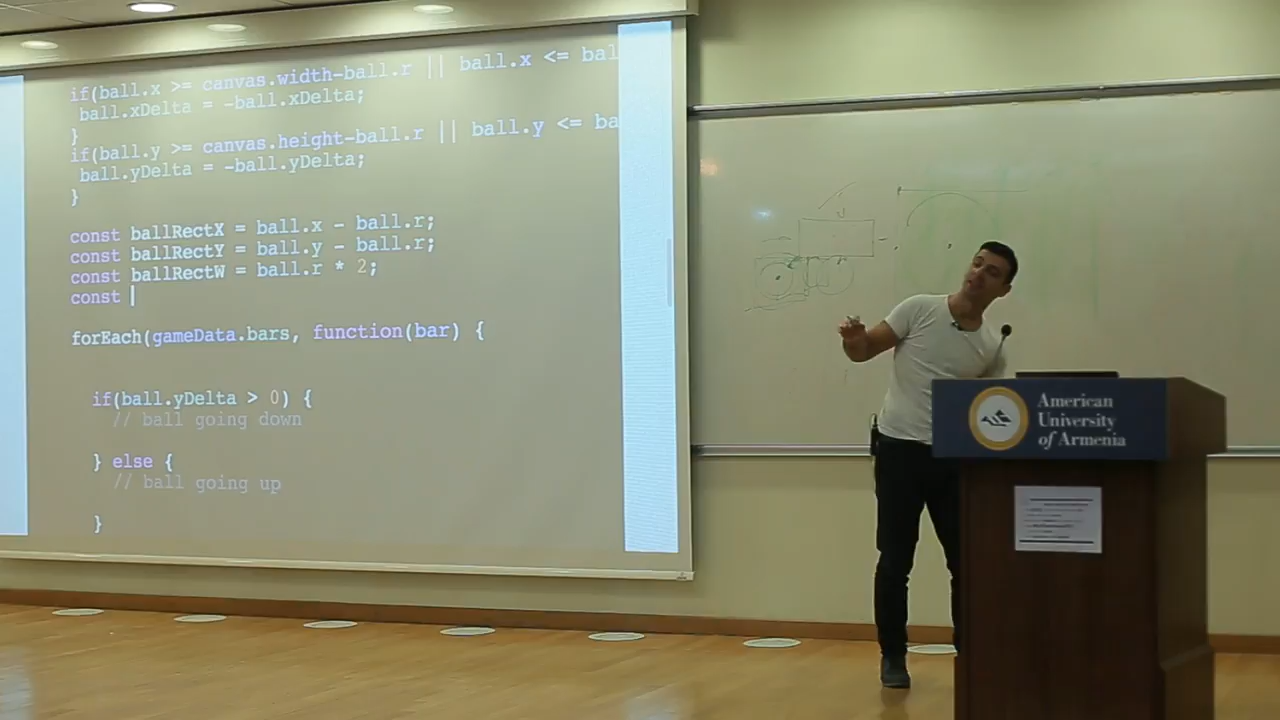 if(ball.x >= canvas.width-ball.r || ball.x <= bal
ball.xDelta = -ball.xDelta;
}
if(ball.y >= canvas.height-ball.r || ball.y <= ba
ball.yDelta = -ball.yDelta;
}
const ballRectX = ball.x - ball.r;
const ballRectY = ball.y - ball.r;
const ballRectW = ball.r * 2;
const
forEach(gameData.bars, function(bar) {
if(ball.yDelta > 0) {
// ball going down
} else {
// ball going up
}
American
University
of Armenia